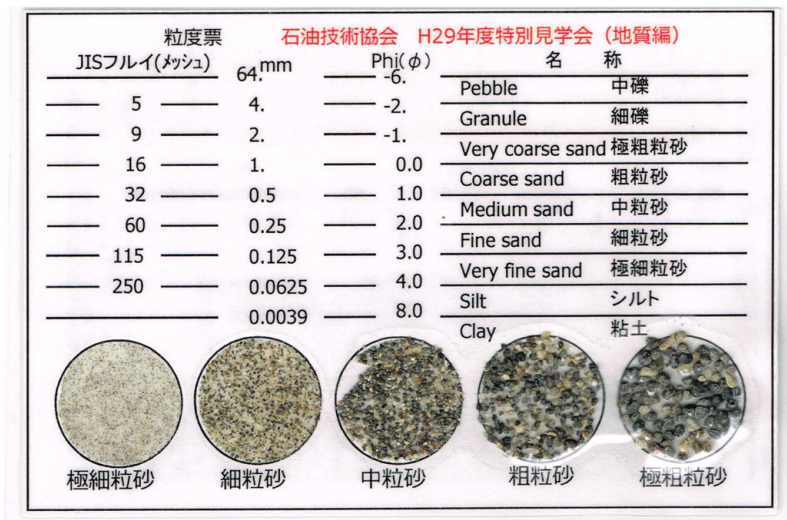 粒度票 石油技術協会 H29年度特別見学会（地質編）
JISフルイ(メッシュ) mm Phi(φ) 名 称
64. -6.
Pebble 中礫
5 4. -2.
Granule 細礫
9 2. -1.
Very coarse sand 極粗粒砂
16 1. 0.0
Coarse sand 粗粒砂
32 0.5 1.0
Medium sand 中粒砂
60 0.25 2.0
Fine sand 細粒砂
115 0.125 3.0
Very fine sand 極細粒砂
250 0.0625 4.0
Silt シルト
0.0039 8.0
Clay 粘土
極細粒砂 細粒砂 中粒砂 粗粒砂 極粗粒砂